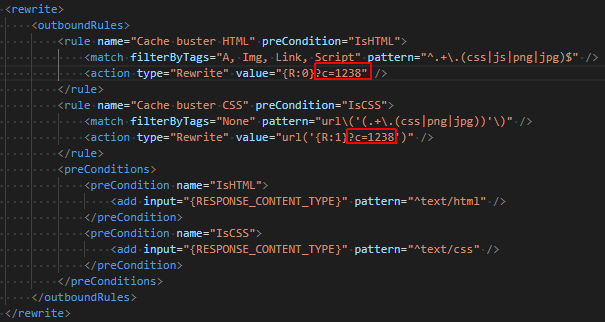 <rewrite>
<outboundRules>
<rule name="Cache buster HTML" preCondition="IsHTML">
<match filterByTags="A, Img, Link, Script" pattern="^.+\.(css|js|png|jpg)$" />
<action type="Rewrite" value="{R:0}?c=1238" />
</rule>
<rule name="Cache buster CSS" preCondition="IsCSS">
<match filterByTags="None" pattern="url\('(.+\.(css|png|jpg))'\)" />
<action type="Rewrite" value="url('{R:1}?c=1238')" />
</rule>
<preConditions>
<preCondition name="IsHTML">
<add input="{RESPONSE_CONTENT_TYPE}" pattern="^text/html" />
</preCondition>
<preCondition name="IsCSS">
<add input="{RESPONSE_CONTENT_TYPE}" pattern="^text/css" />
</preCondition>
</preConditions>
</outboundRules>
</rewrite>